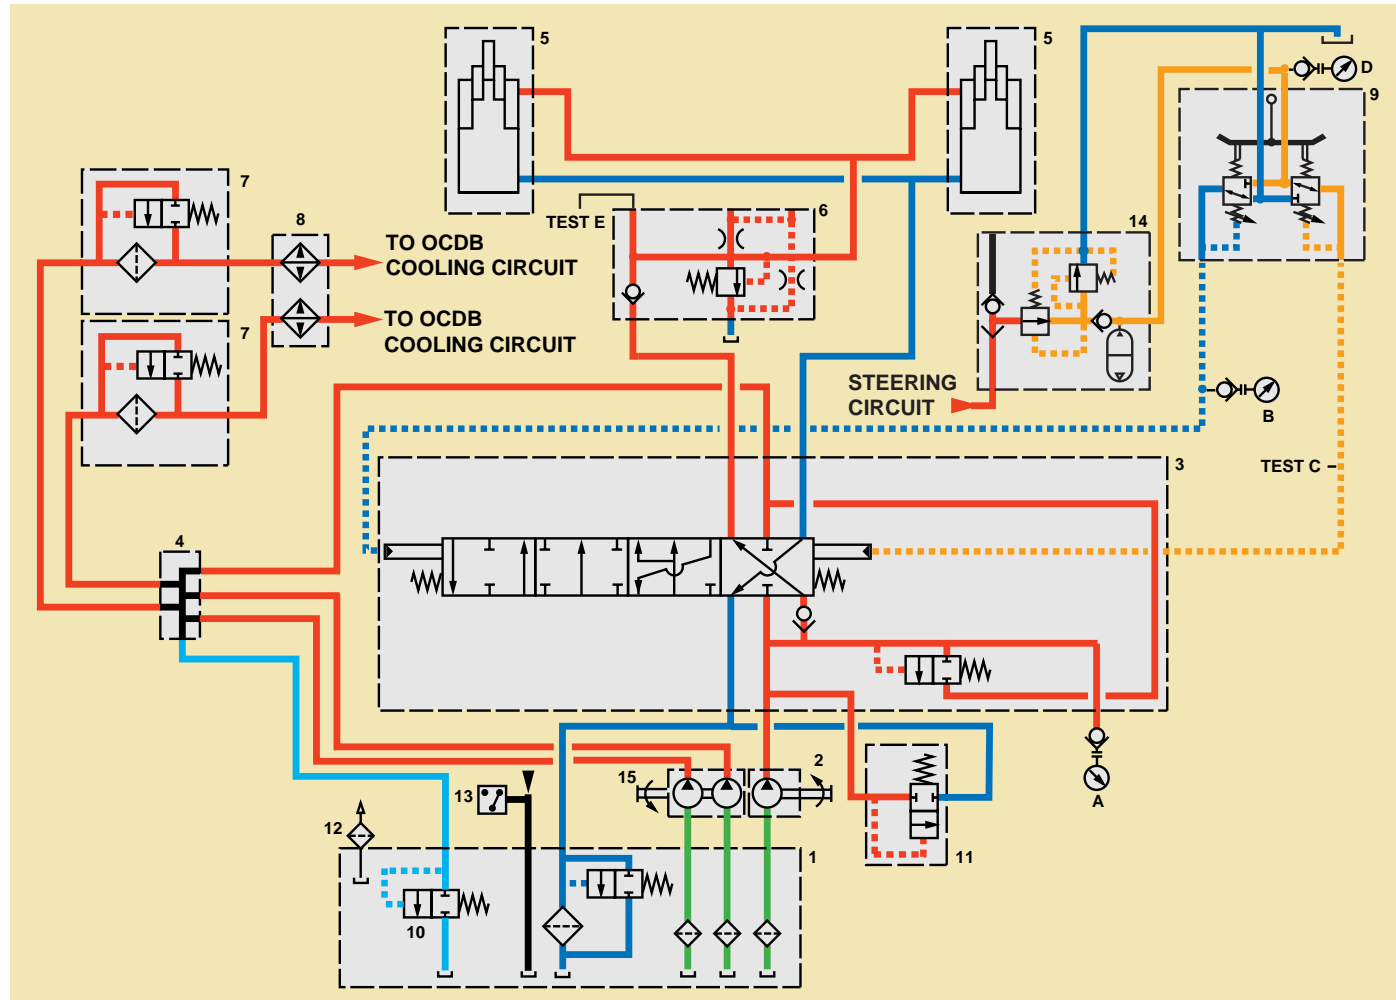 5
5
D
9
7
8
TO OCDB
COOLING CIRCUIT
TEST E
6
14
7
TO OCDB
COOLING CIRCUIT
STEERING
CIRCUIT
B
3
TEST C
4
15
2
13
A
12
1
11
10